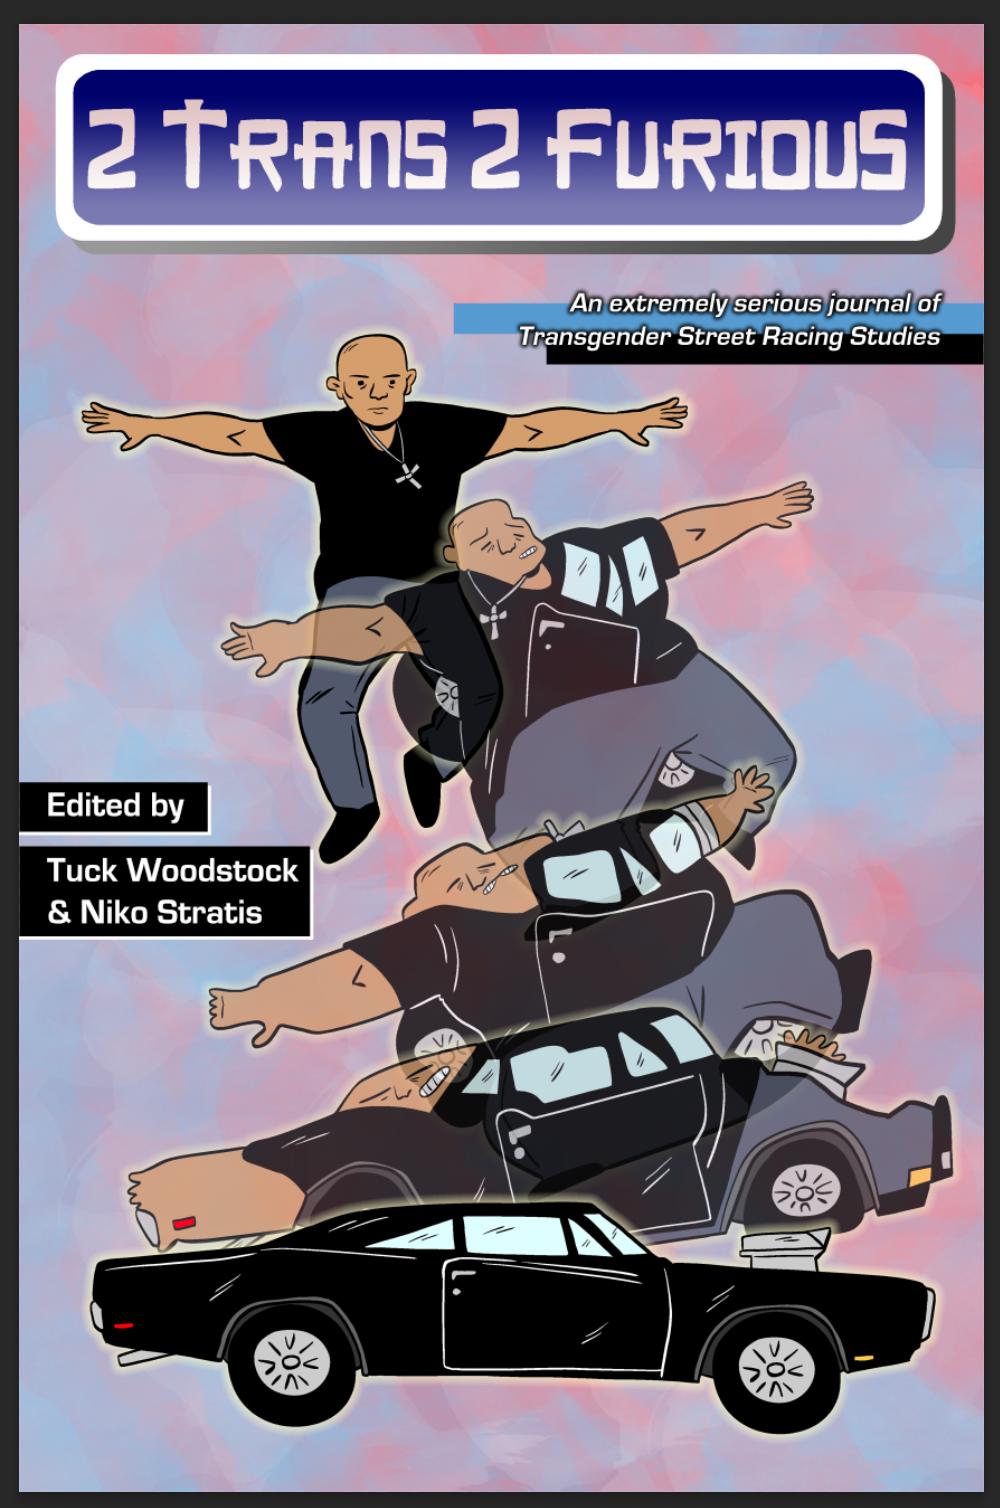 2 Trans 2 Furious
An extremely serious journal of
Transgender Street Racing Studies
Edited by
Tuck Woodstock
& Niko Stratis